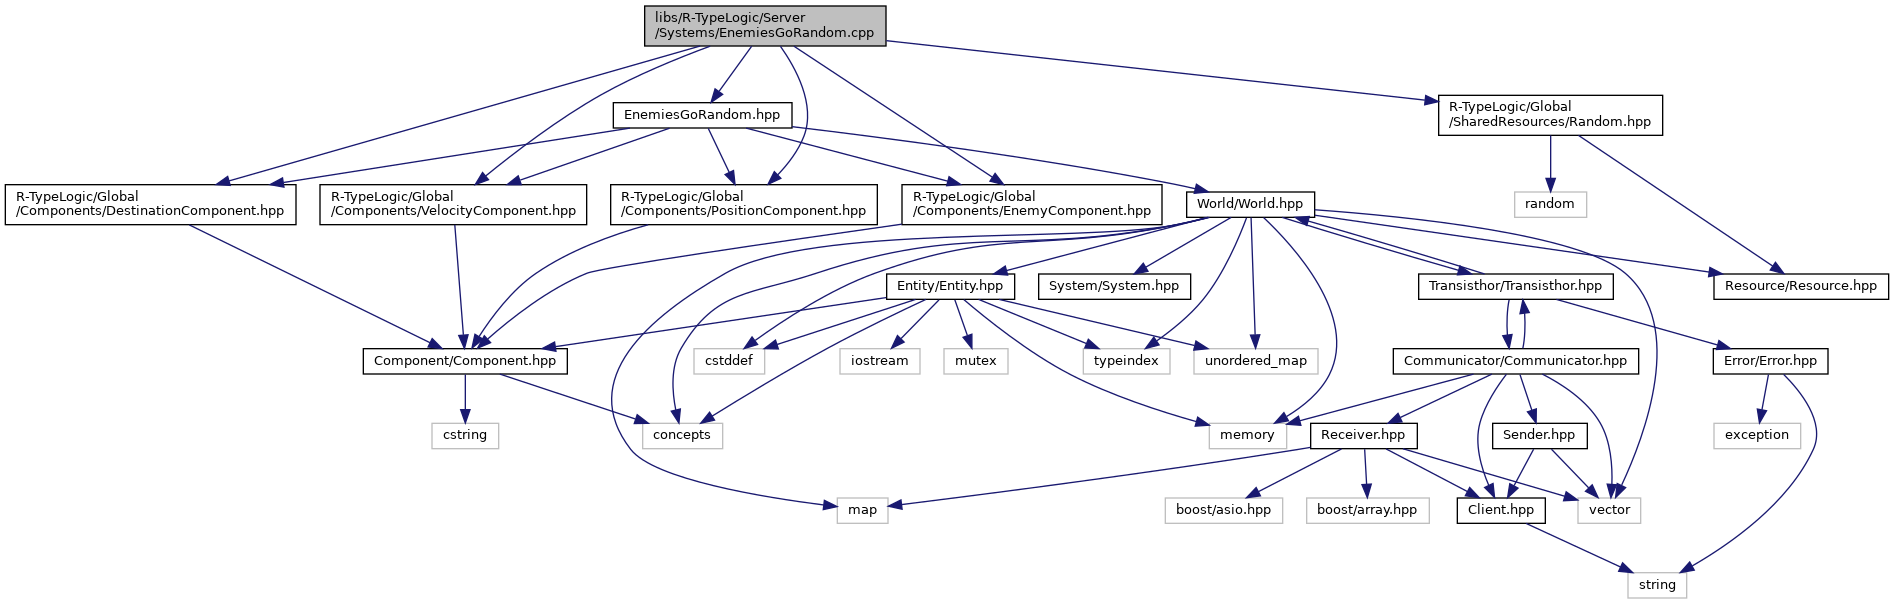 libs/R-TypeLogic/Server
/Systems/EnemiesGoRandom.cpp
EnemiesGoRandom.hpp
R-TypeLogic/Global
/SharedResources/Random.hpp
R-TypeLogic/Global
/Components/DestinationComponent.hpp
R-TypeLogic/Global
/Components/VelocityComponent.hpp
R-TypeLogic/Global
/Components/PositionComponent.hpp
R-TypeLogic/Global
/Components/EnemyComponent.hpp
World/World.hpp
random
Entity/Entity.hpp
System/System.hpp
Transisthor/Transisthor.hpp
Resource/Resource.hpp
Component/Component.hpp
cstddef
iostream
mutex
typeindex
unordered_map
Communicator/Communicator.hpp
Error/Error.hpp
cstring
concepts
memory
Receiver.hpp
Sender.hpp
exception
map
boost/asio.hpp
boost/array.hpp
Client.hpp
vector
string